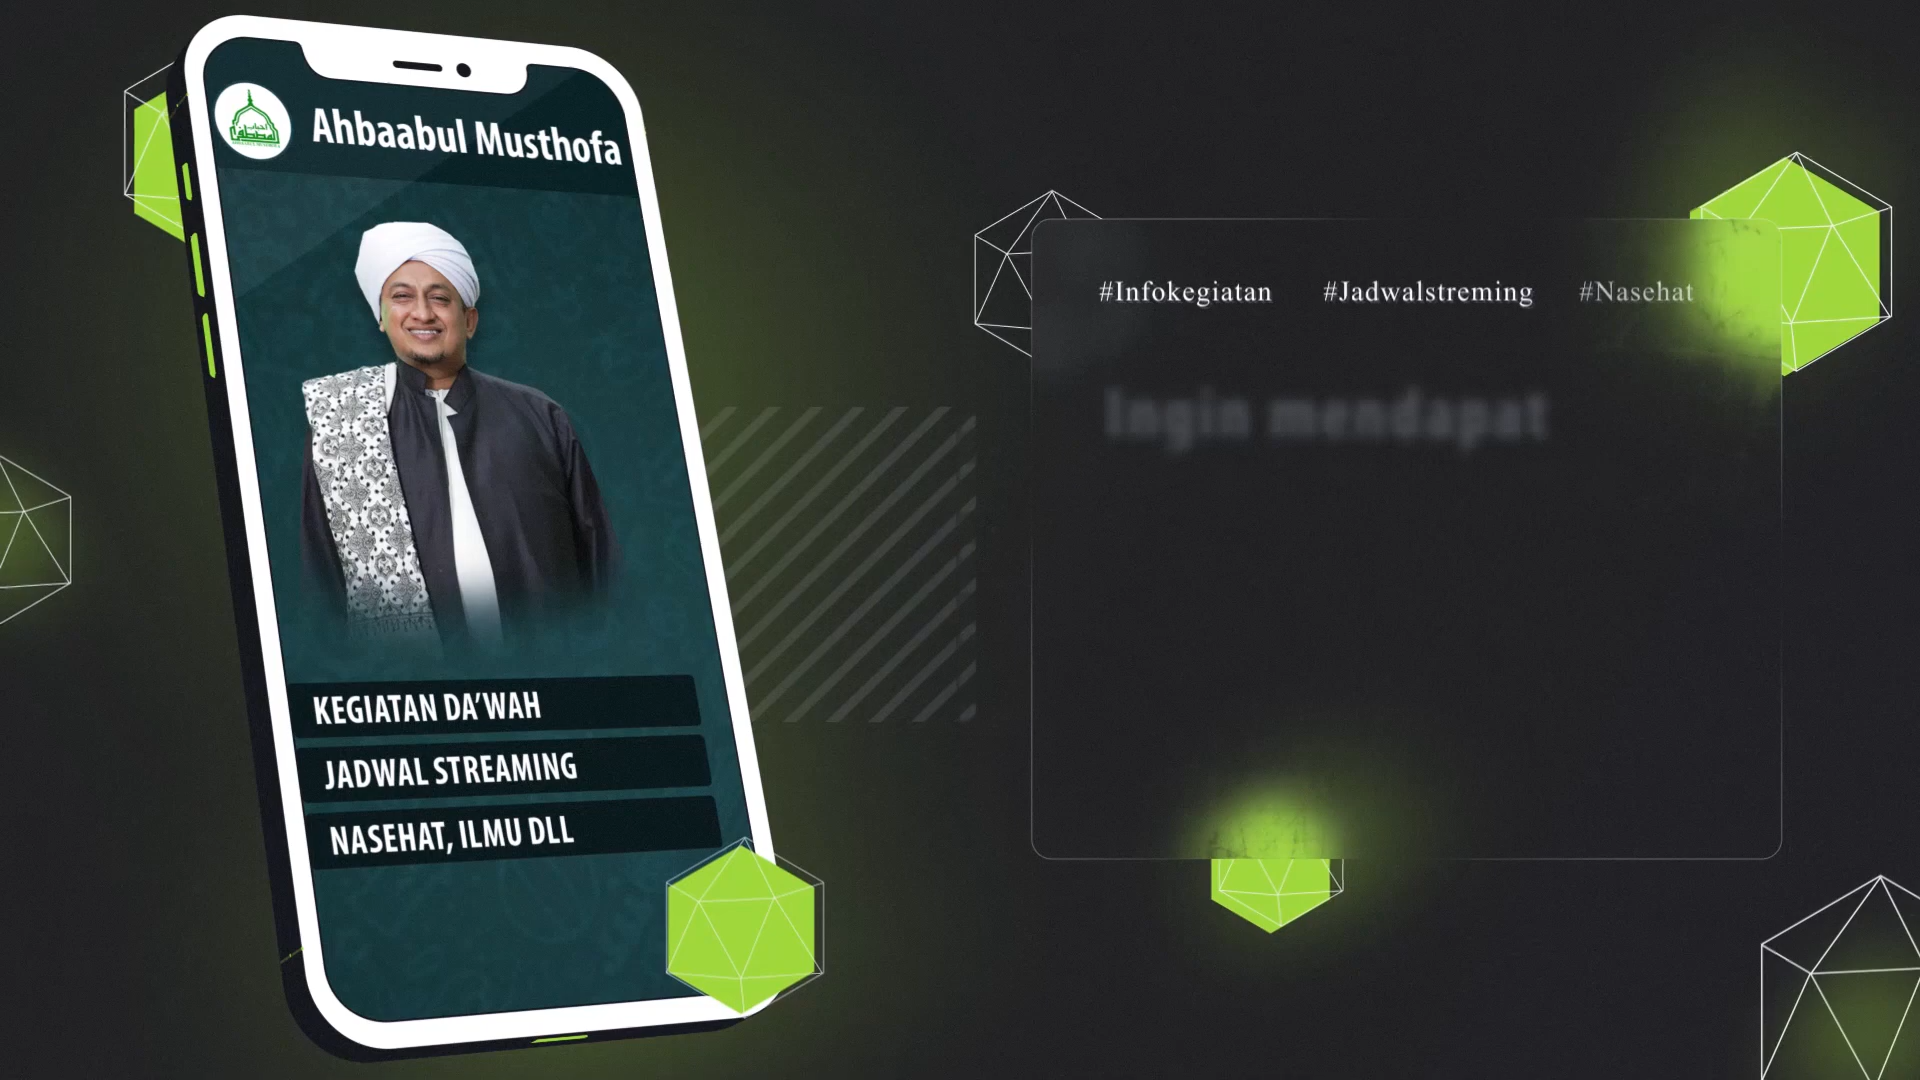 Ahbaabul Musthofa
KEGIATAN DA'WAH
JADWAL STREAMING
NASEHAT, ILMU DLL
#Infokegiatan #Jadwalstreming #Nasehat
Ingin mendapat